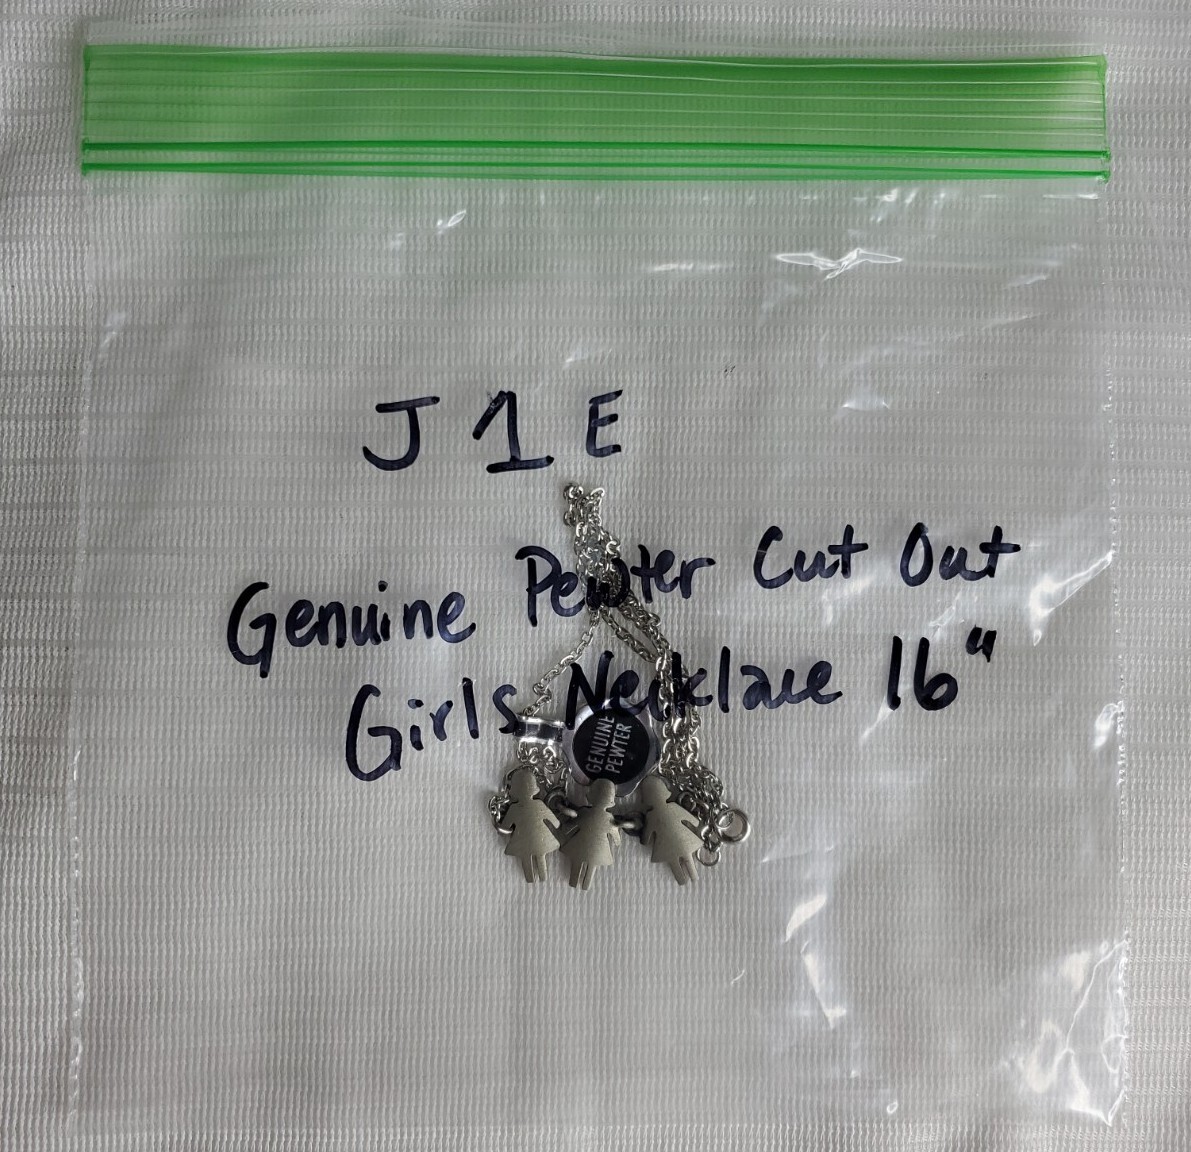 J 1 E
Genuine Pewter Cut Out
Girls Necklace 16"
GENUINE
PEWTER